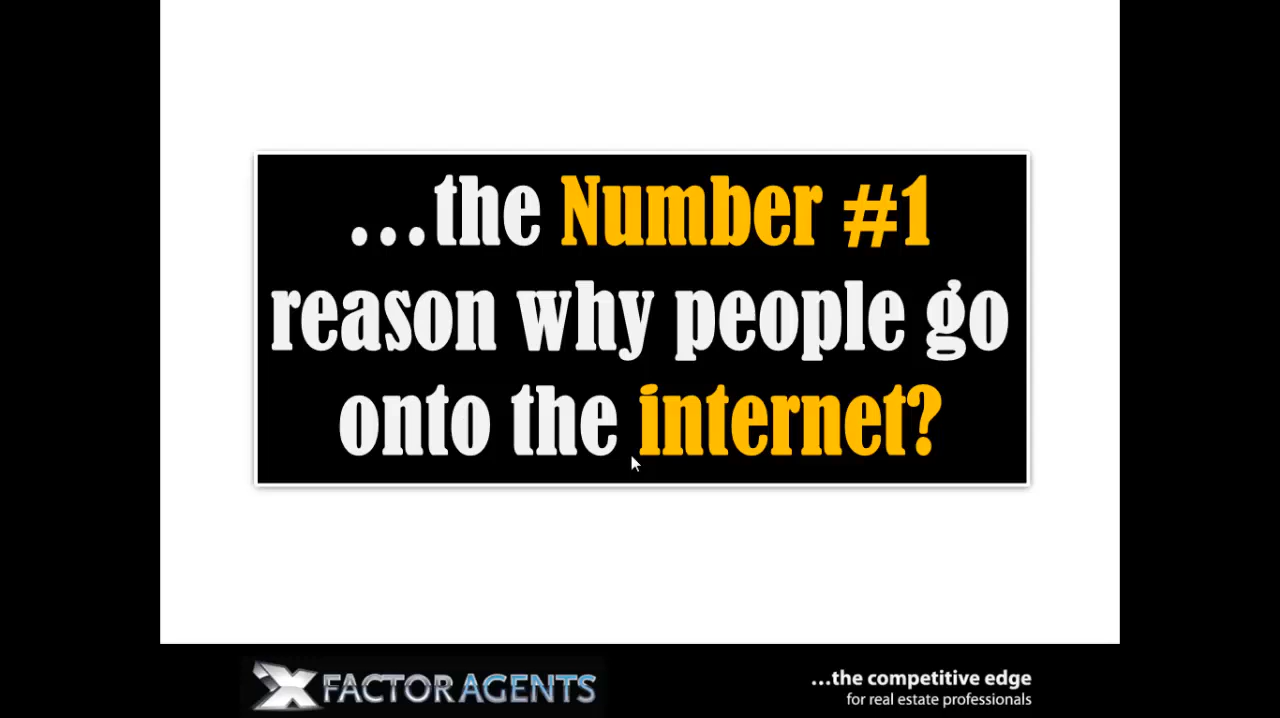 ...the Number #1
reason why people go
onto the internet?
X FACTOR AGENTS
...the competitive edge
for real estate professionals